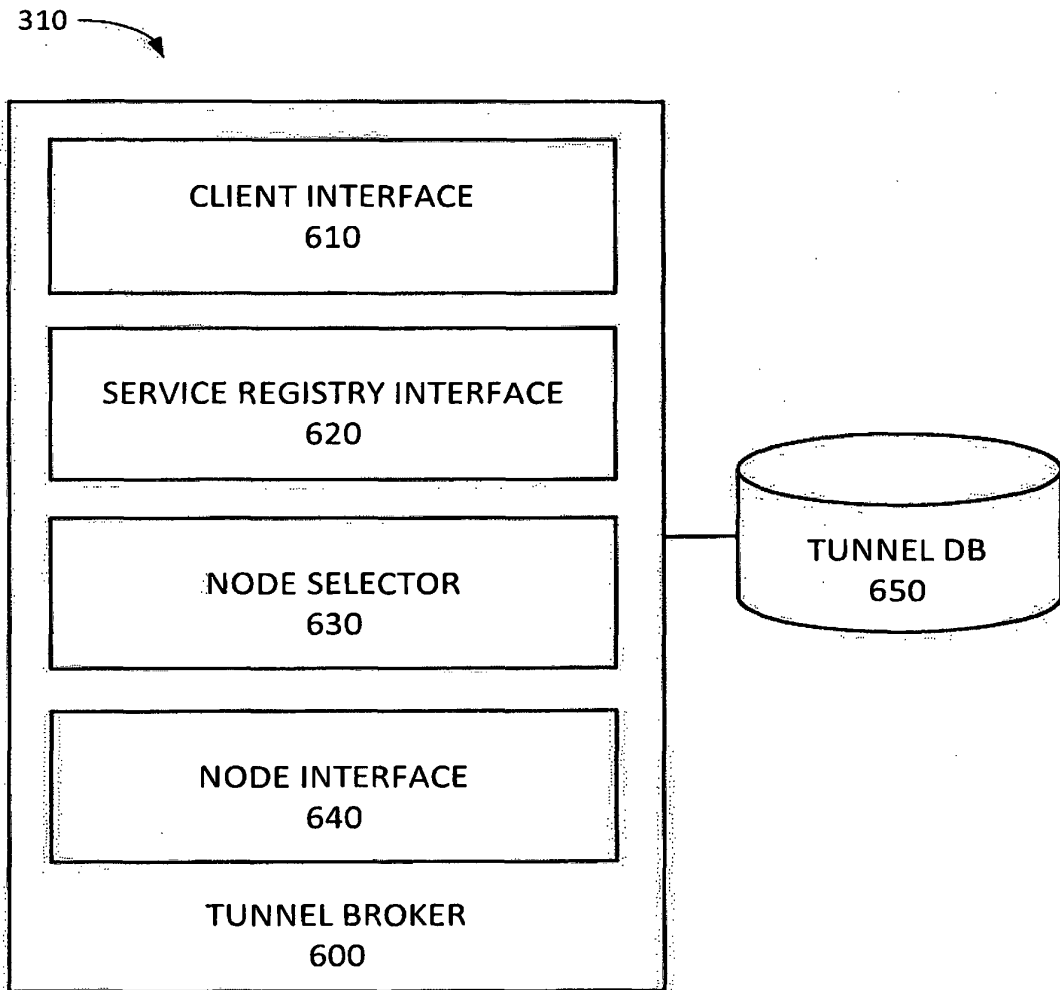 310
CLIENT INTERFACE
610
SERVICE REGISTRY INTERFACE
620
NODE SELECTOR
630
NODE INTERFACE
640
TUNNEL BROKER
600
TUNNEL DB
650